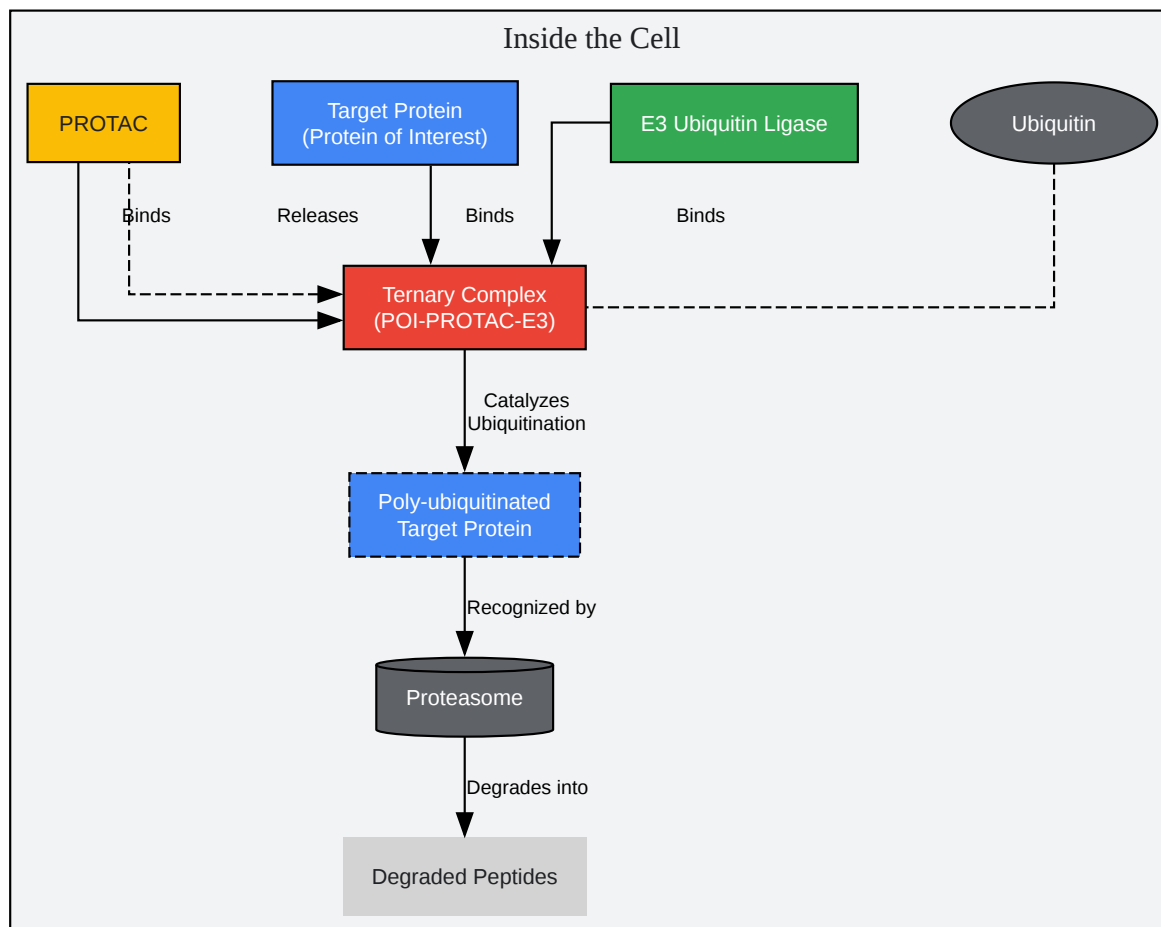 Inside the Cell
PROTAC
Target Protein
(Protein of Interest)
E3 Ubiquitin Ligase
Ubiquitin
Binds
Releases
Binds
Binds
Ternary Complex
(POI-PROTAC-E3)
Catalyzes
Ubiquitination
Poly-ubiquitinated
Target Protein
Recognized by
Proteasome
Degrades into
Degraded Peptides